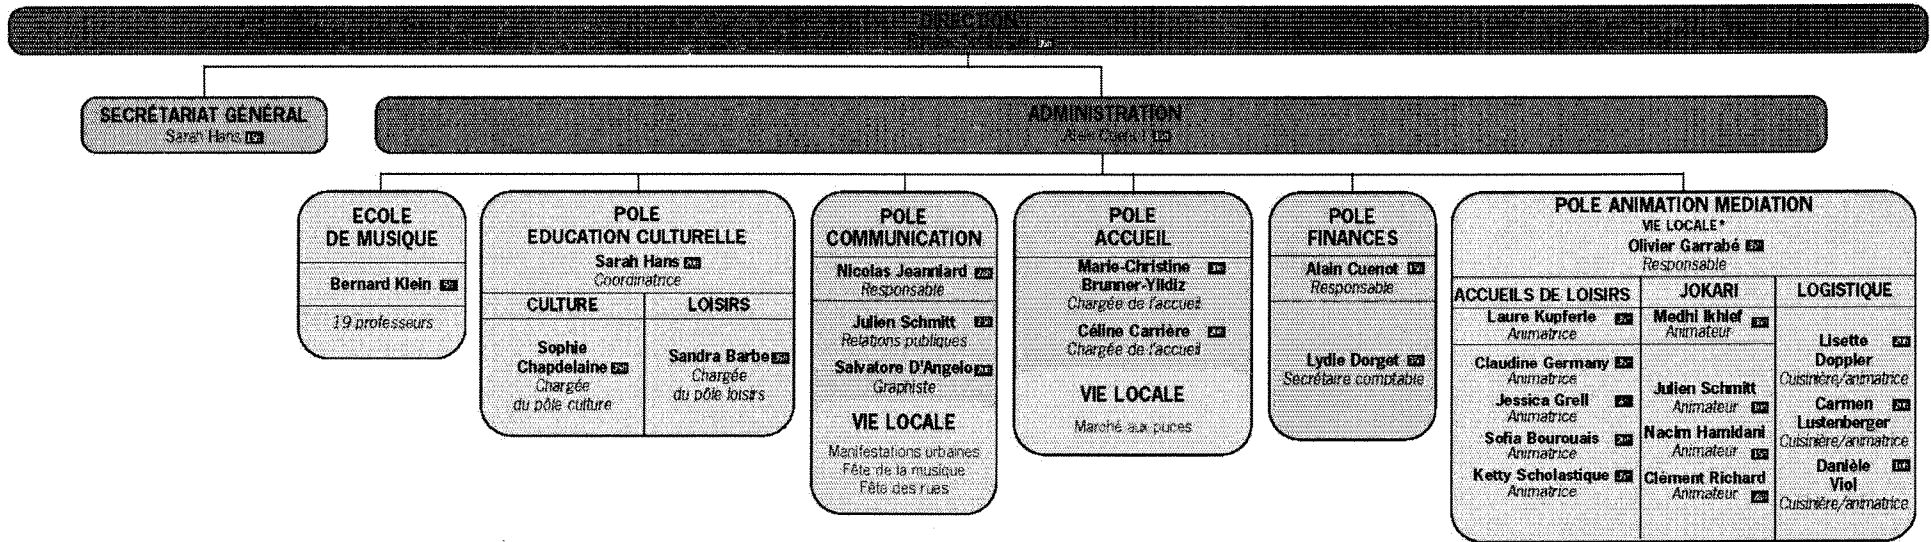 DIRECTION
SECRÉTARIAT GÉNÉRAL
Sarah Hans
ADMINISTRATION
Alain Cuenot
ECOLE
DE MUSIQUE
Bernard Klein
19 professeurs
POLE
EDUCATION CULTURELLE
Sarah Hans
Coordinatrice
CULTURE
Sophie
Chapdelaine
Chargée
du pôle culture
LOISIRS
Sandra Barbe
Chargée
du pôle loisirs
POLE
COMMUNICATION
Nicolas Jeanniard
Responsable
Julien Schmitt
Relations publiques
Salvatore D'Angelo
Graphiste
VIE LOCALE
Manifestations urbaines
Fête de la musique
Fête des rues
POLE
ACCUEIL
Marie-Christine
Brunner-Yildiz
Chargée de l'accueil
Céline Carrière
Chargée de l'accueil
VIE LOCALE
Marché aux puces
POLE
FINANCES
Alain Cuenot
Responsable
Lydie Dorget
Secrétaire comptable
POLE ANIMATION MEDIATION
VIE LOCALE*
Olivier Garrabé
Responsable
ACCUEILS DE LOISIRS
Laure Kupferle
Animatrice
Claudine Germany
Animatrice
Jessica Grell
Animatrice
Sofia Bourouais
Animatrice
Ketty Scholastique
Animatrice
JOKARI
Medhi Ikhlef
Animateur
Julien Schmitt
Animateur
Nacim Hamidani
Animateur
Clément Richard
Animateur
LOGISTIQUE
Lisette
Doppler
Cuisinière/animatrice
Carmen
Lustenberger
Cuisinière/animatrice
Danièle
Viol
Cuisinière/animatrice